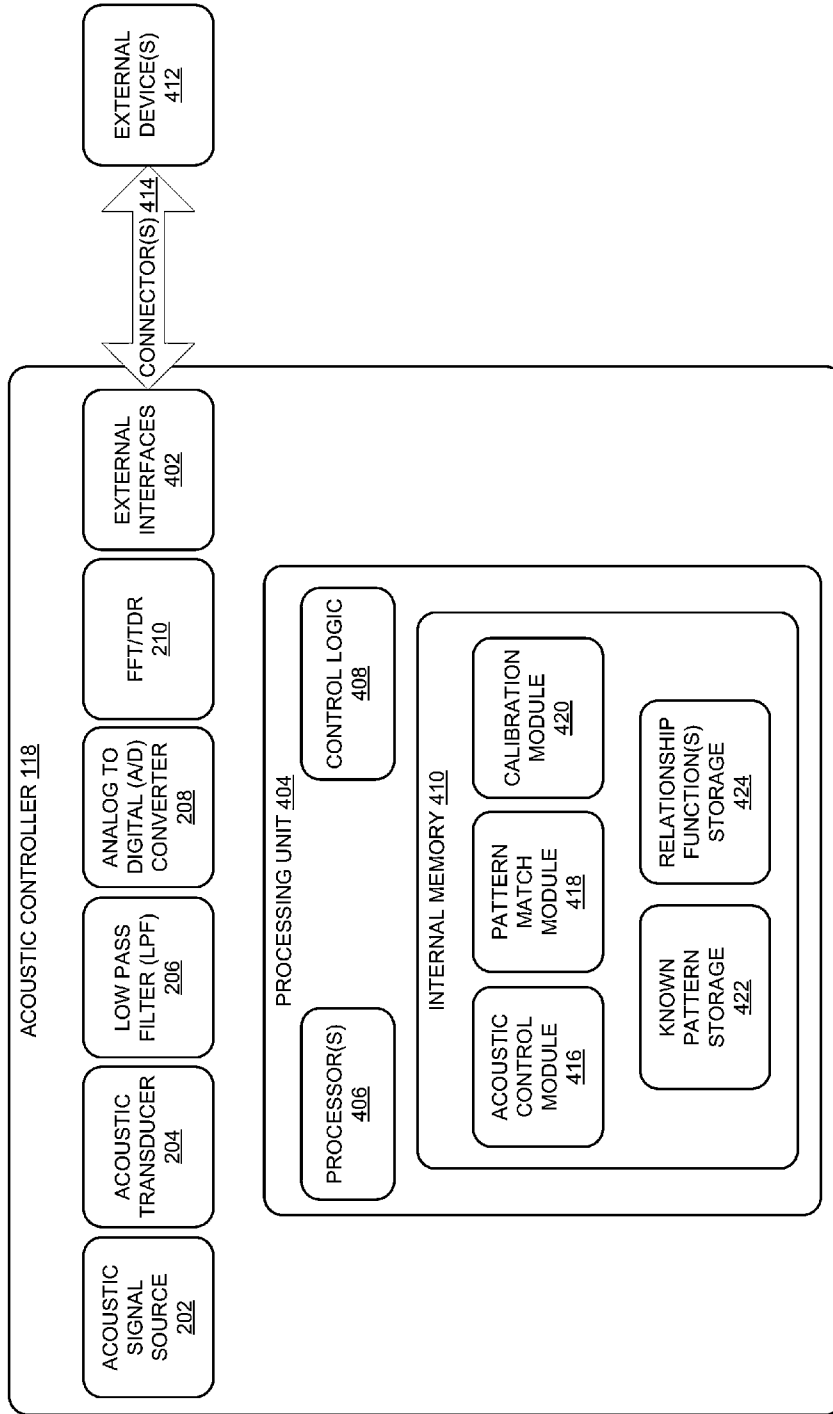 ACOUSTIC CONTROLLER 118
ACOUSTIC
SIGNAL
SOURCE
202
ACOUSTIC
TRANSDUCER
204
LOW PASS
FILTER (LPF)
206
ANALOG TO
DIGITAL (A/D)
CONVERTER
208
FFT/TDR
210
EXTERNAL
INTERFACES
402
CONNECTOR(S) 414
EXTERNAL
DEVICE(S)
412
PROCESSING UNIT 404
PROCESSOR(S)
406
CONTROL LOGIC
408
INTERNAL MEMORY 410
ACOUSTIC
CONTROL
MODULE
416
PATTERN
MATCH
MODULE
418
CALIBRATION
MODULE
420
KNOWN
PATTERN
STORAGE
422
RELATIONSHIP
FUNCTION(S)
STORAGE
424